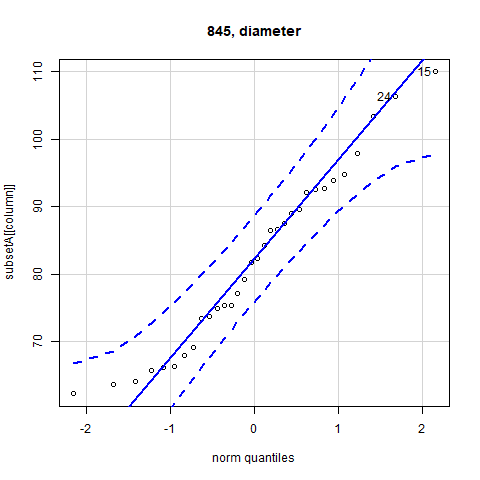 845, diameter
110
100
90
80
70
subsetA[[column]]
15
24
-2 -1 0 1 2
norm quantiles